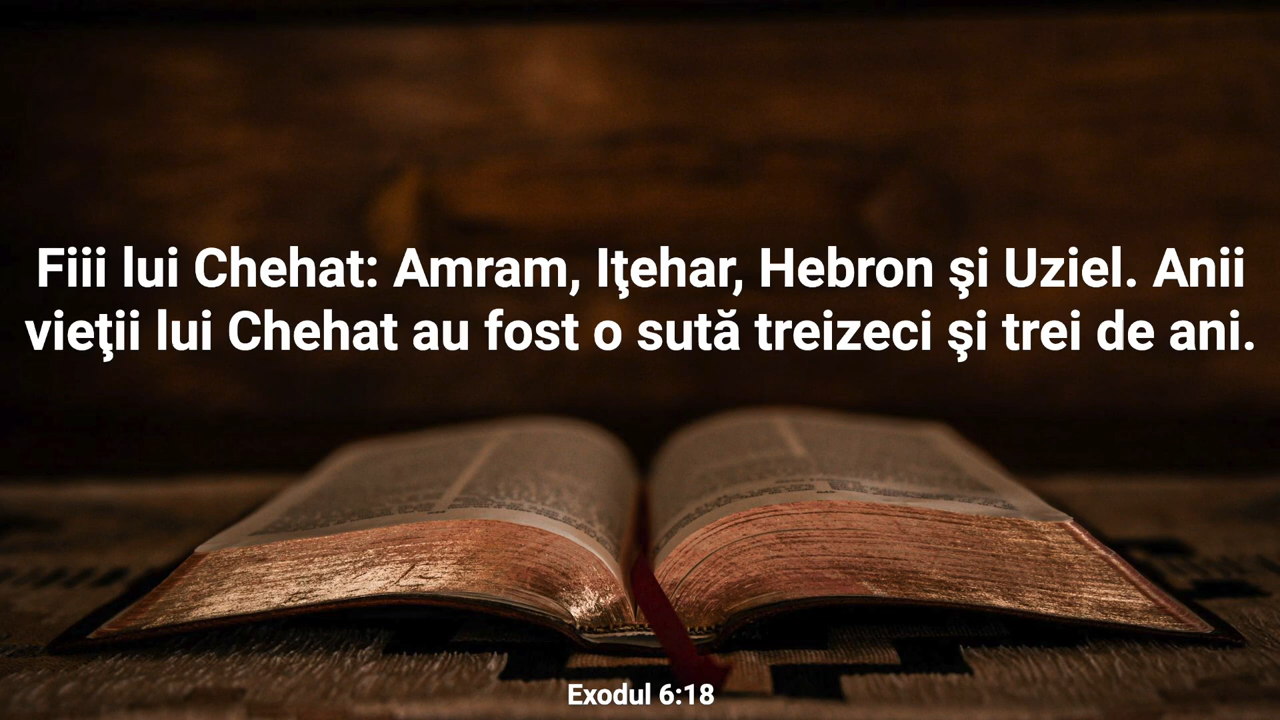 Fiii lui Chehat: Amram, Iţehar, Hebron şi Uziel. Anii
vieţii lui Chehat au fost o sută treizeci şi trei de ani.
Exodul 6:18